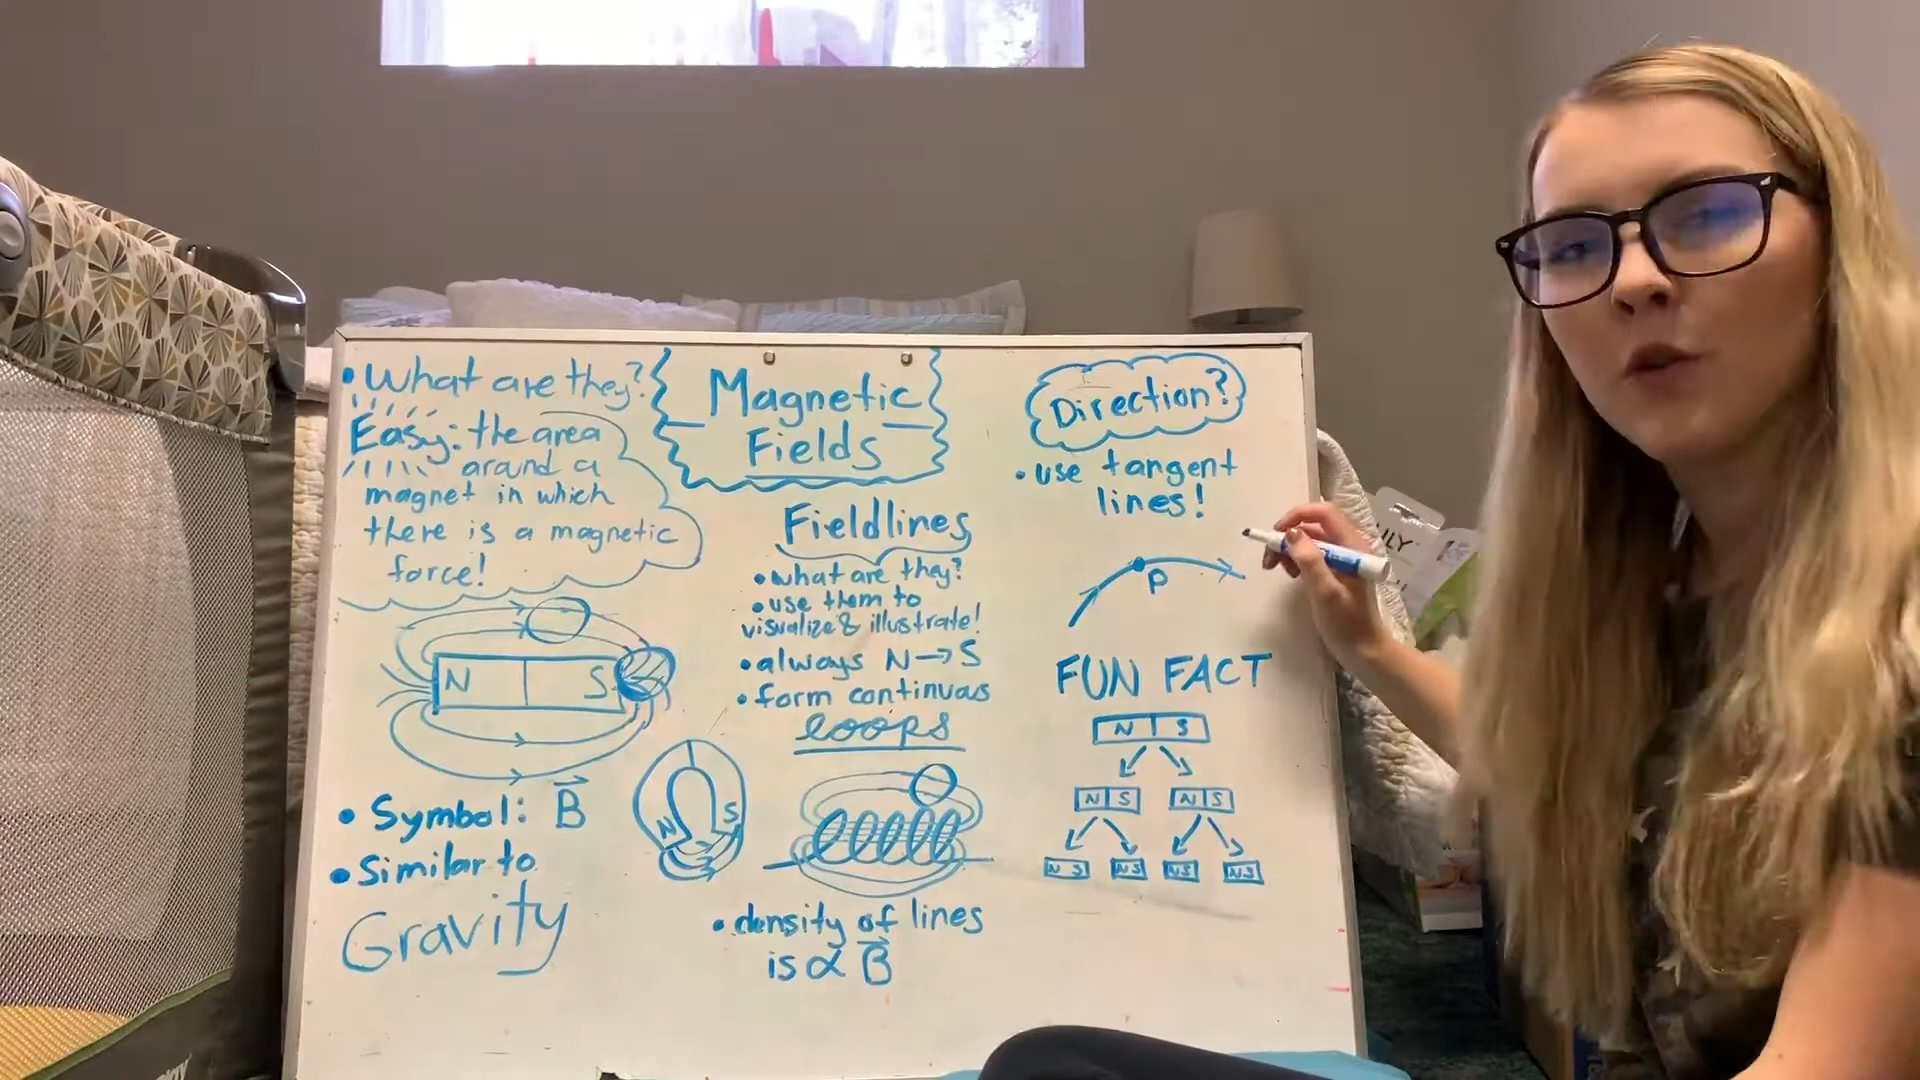 • What are they?
Easy: the area
around a
magnet in which
there is a magnetic
force!
N S
• Symbol: B⃗
• Similar to
Gravity
Magnetic
Fields
Fieldlines
• what are they?
• use them to
visualize & illustrate!
• always N→S
• form continuos
loops
N S
• density of lines
is ∝ B⃗
Direction?
• use tangent
lines!
P
FUN FACT
N S
N S N S
N S N S N S N S